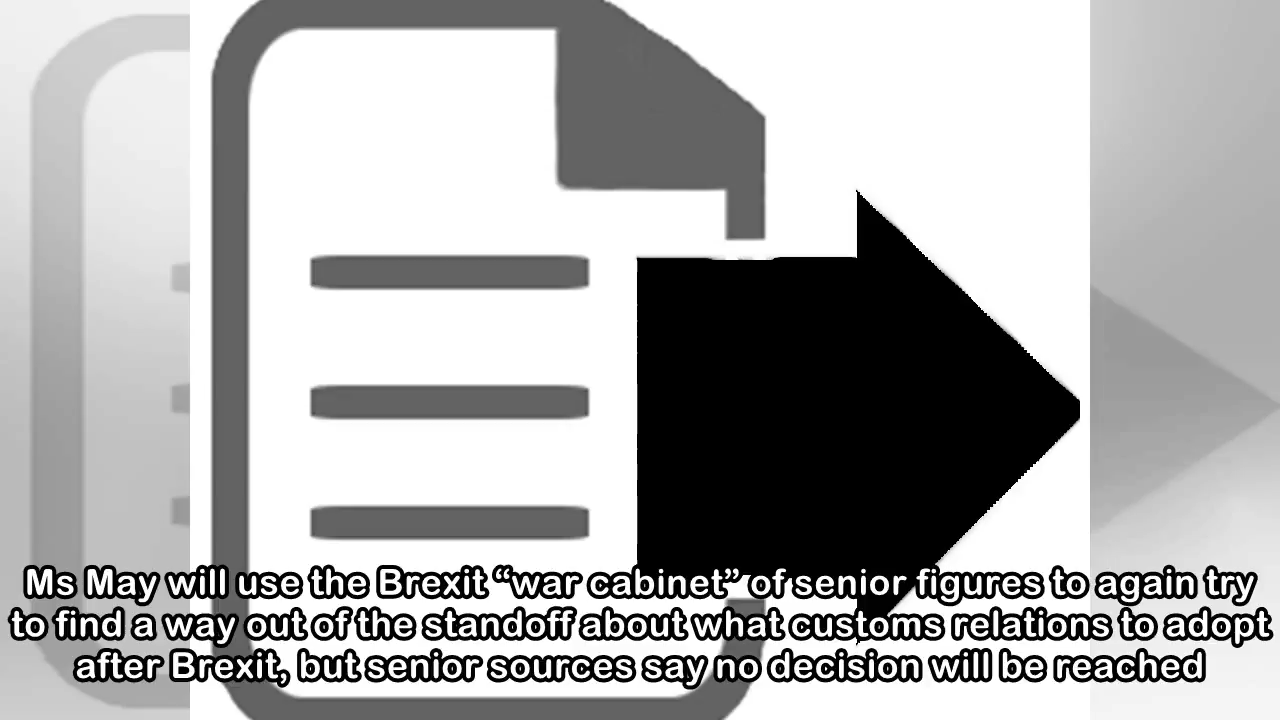 Ms May will use the Brexit “war cabinet” of senior figures to again try
to find a way out of the standoff about what customs relations to adopt
after Brexit, but senior sources say no decision will be reached